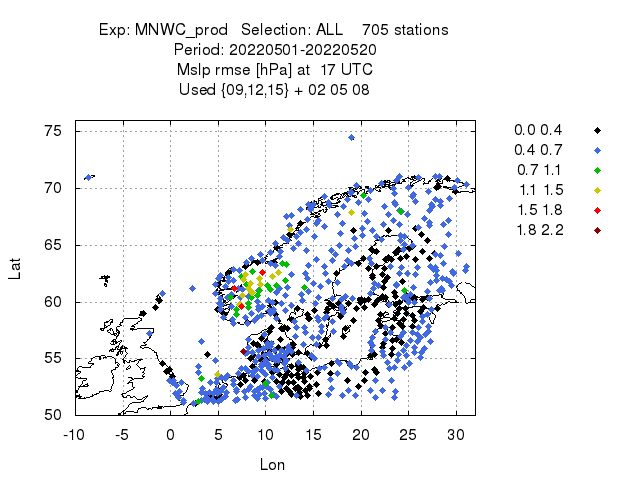 Exp: MNWC_prod   Selection: ALL    705 stations
Period: 20220501-20220520
Mslp rmse [hPa] at  17 UTC
Used {09,12,15} + 02 05 08
0.0 0.4
0.4 0.7
0.7 1.1
1.1 1.5
1.5 1.8
1.8 2.2
75
70
65
60
55
50
Lat
-10 -5 0 5 10 15 20 25 30
Lon